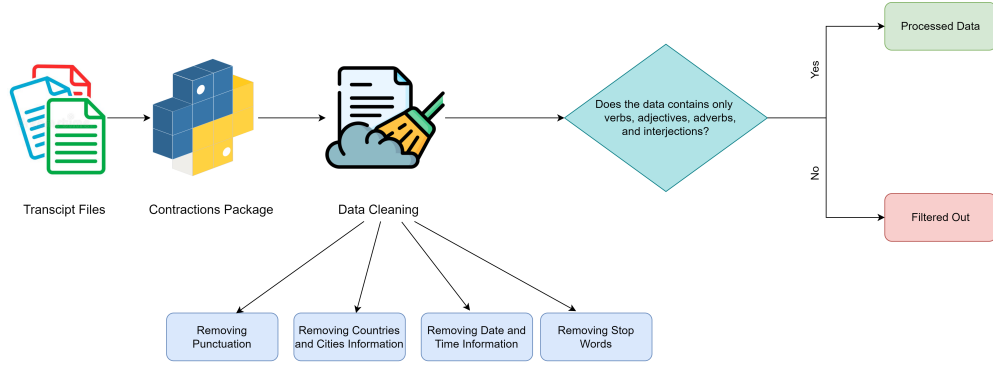 Processed Data
Yes
Does the data contains only
verbs, adjectives, adverbs,
and interjections?
No
Transcipt Files
Contractions Package
Data Cleaning
Filtered Out
Removing
Punctuation
Removing Countries
and Cities Information
Removing Date and
Time Information
Removing Stop
Words